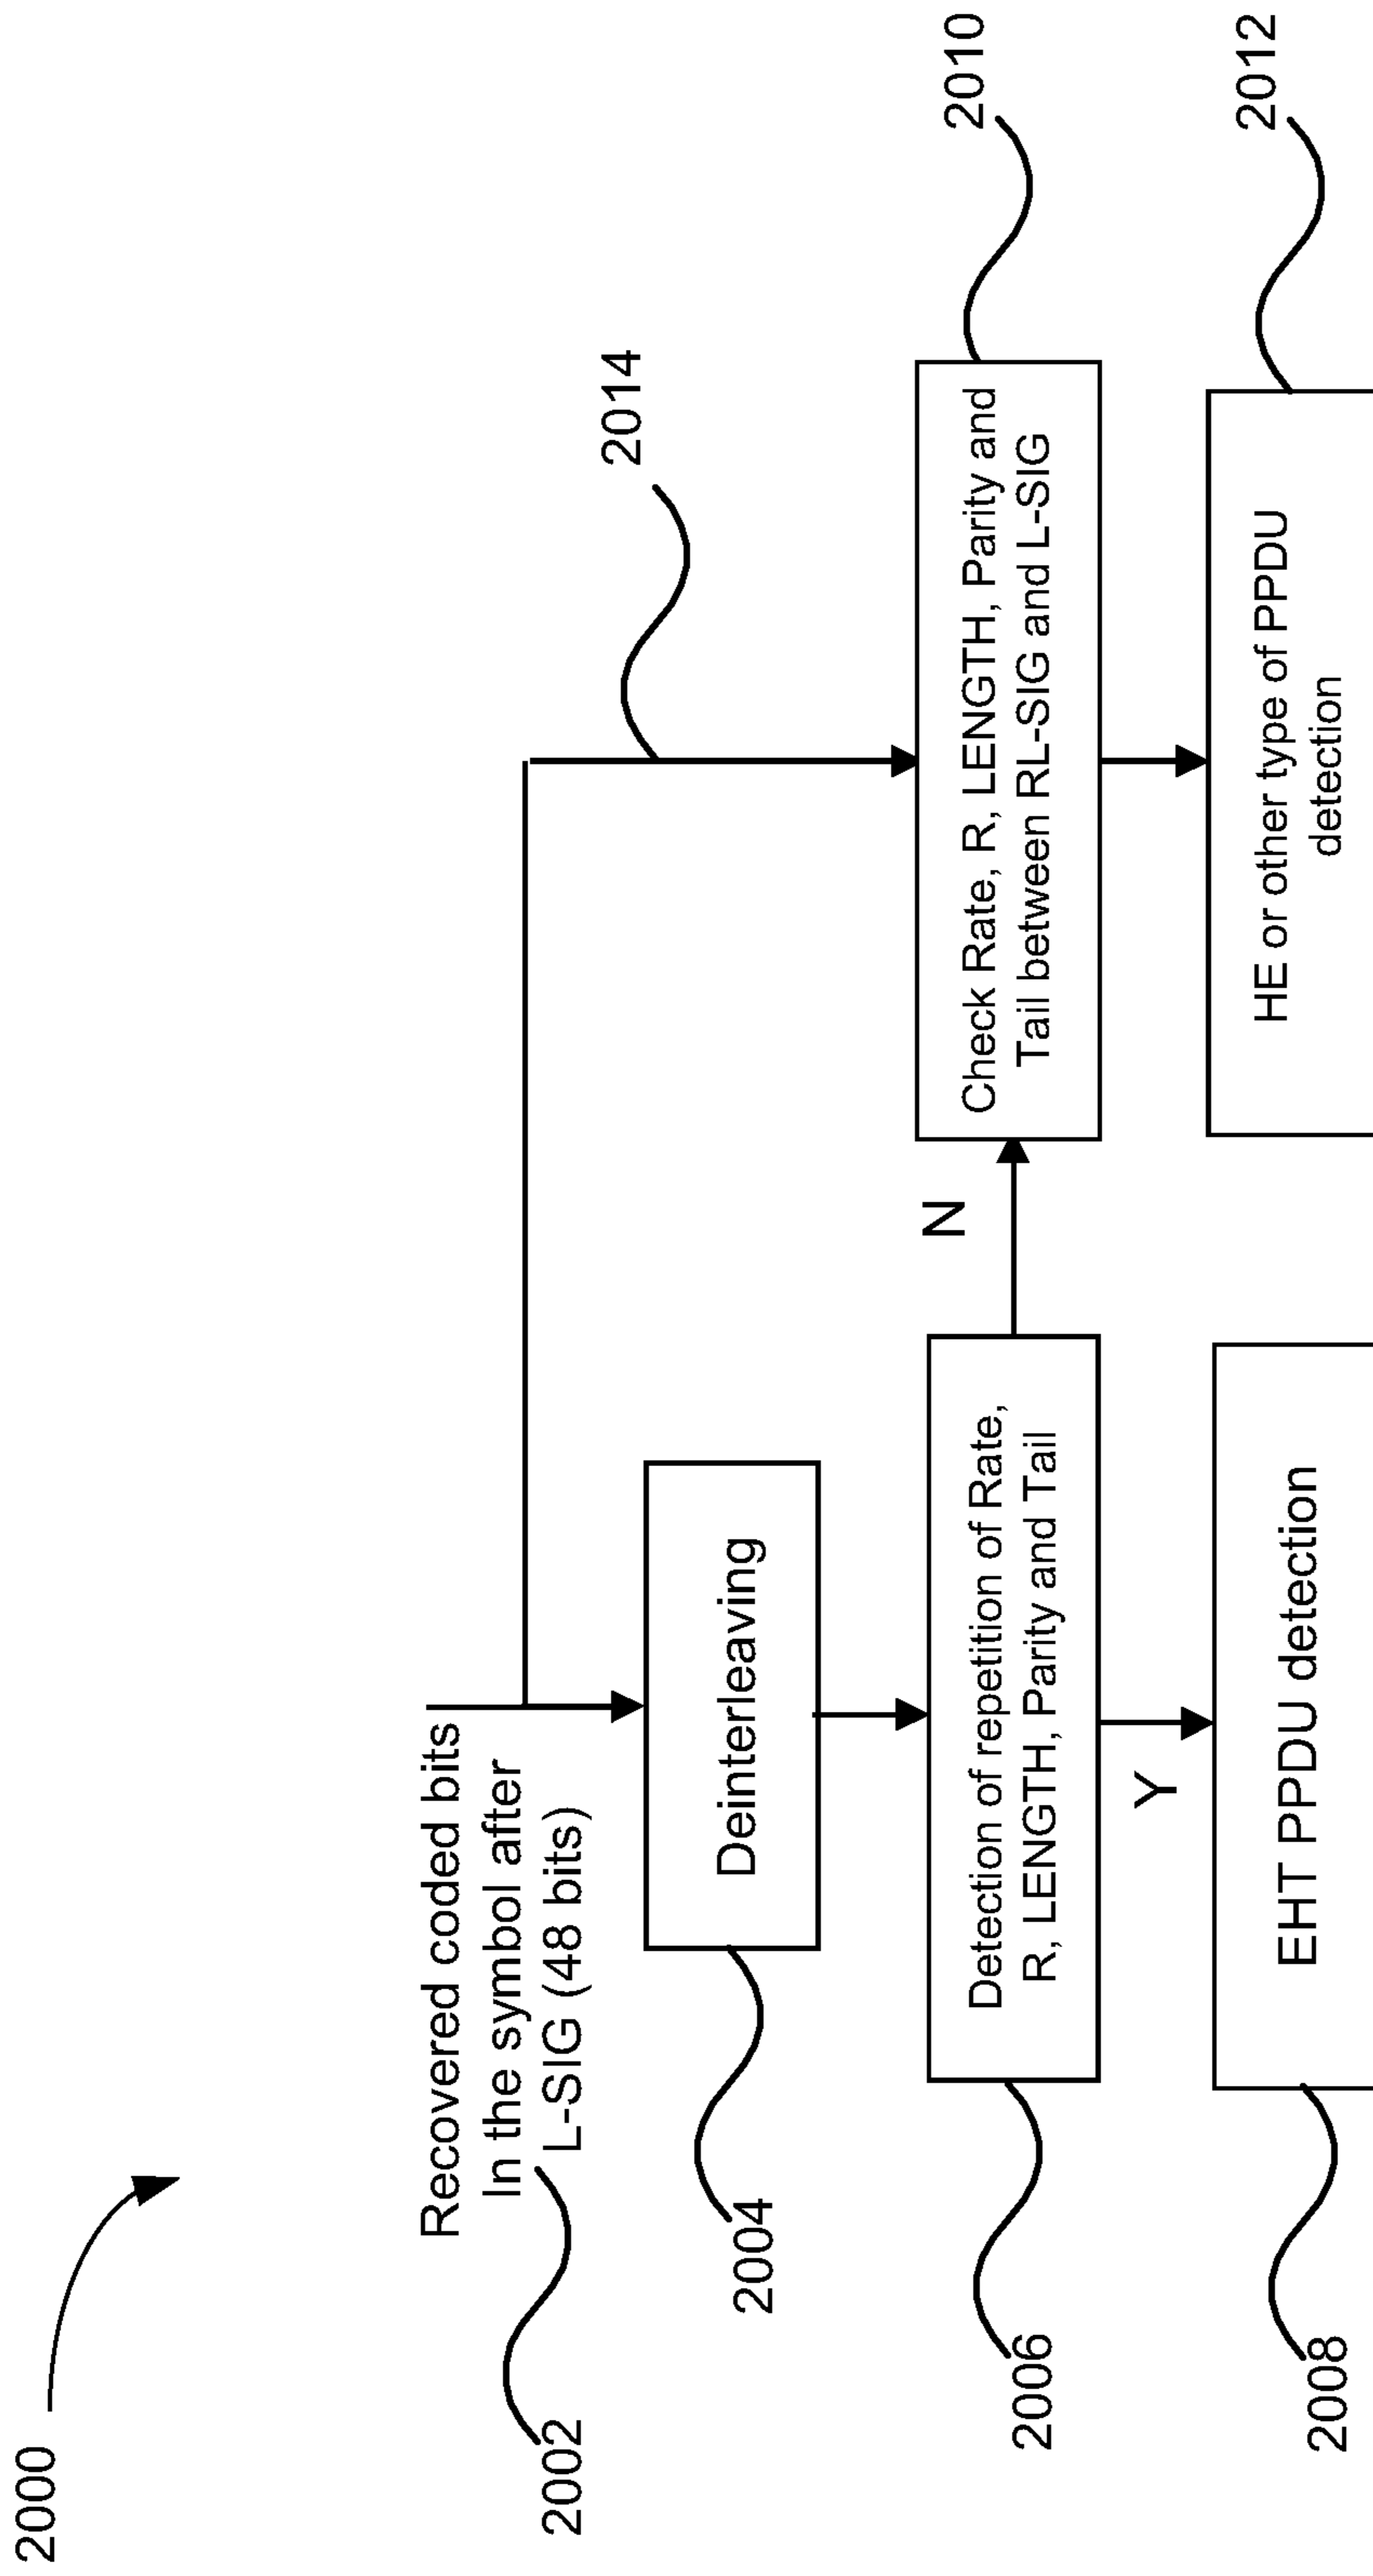 2000
2002
Recovered coded bits
In the symbol after
L-SIG (48 bits)
2014
2004
Deinterleaving
2006
Detection of repetition of Rate,
R, LENGTH, Parity and Tail
N
Check Rate, R, LENGTH, Parity and
Tail between RL-SIG and L-SIG
2010
Y
2008
EHT PPDU detection
HE or other type of PPDU
detection
2012